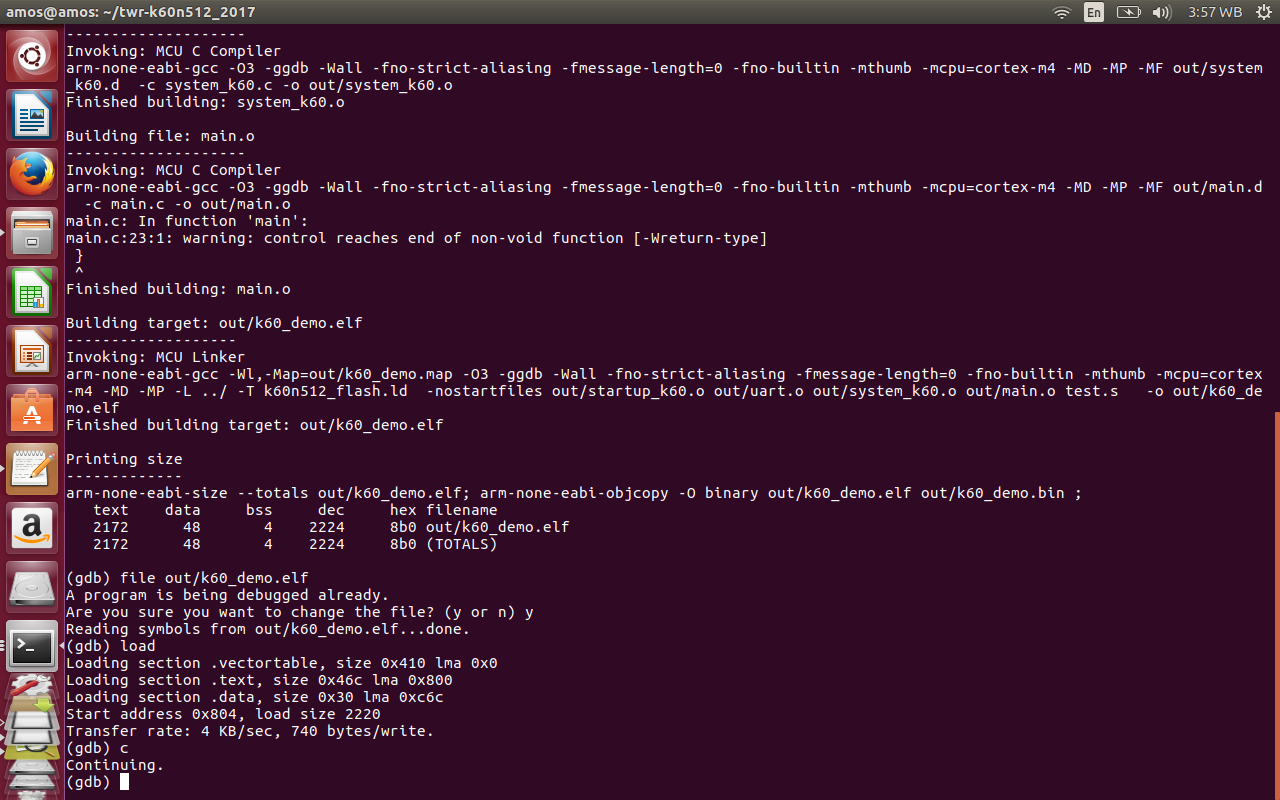 amos@amos: ~/twr-k60n512_2017
En
3:57 WB
--------------------
Invoking: MCU C Compiler
arm-none-eabi-gcc -O3 -ggdb -Wall -fno-strict-aliasing -fmessage-length=0 -fno-builtin -mthumb -mcpu=cortex-m4 -MD -MP -MF out/system
_k60.d  -c system_k60.c -o out/system_k60.o
Finished building: system_k60.o
Building file: main.o
--------------------
Invoking: MCU C Compiler
arm-none-eabi-gcc -O3 -ggdb -Wall -fno-strict-aliasing -fmessage-length=0 -fno-builtin -mthumb -mcpu=cortex-m4 -MD -MP -MF out/main.d
  -c main.c -o out/main.o
main.c: In function 'main':
main.c:23:1: warning: control reaches end of non-void function [-Wreturn-type]
 }
 ^
Finished building: main.o
Building target: out/k60_demo.elf
-------------------
Invoking: MCU Linker
arm-none-eabi-gcc -Wl,-Map=out/k60_demo.map -O3 -ggdb -Wall -fno-strict-aliasing -fmessage-length=0 -fno-builtin -mthumb -mcpu=cortex
-m4 -MD -MP -L ../ -T k60n512_flash.ld  -nostartfiles out/startup_k60.o out/uart.o out/system_k60.o out/main.o test.s   -o out/k60_de
mo.elf
Finished building target: out/k60_demo.elf
Printing size
-------------
arm-none-eabi-size --totals out/k60_demo.elf; arm-none-eabi-objcopy -O binary out/k60_demo.elf out/k60_demo.bin ;
   text    data     bss     dec     hex filename
   2172      48       4    2224     8b0 out/k60_demo.elf
   2172      48       4    2224     8b0 (TOTALS)
(gdb) file out/k60_demo.elf
A program is being debugged already.
Are you sure you want to change the file? (y or n) y
Reading symbols from out/k60_demo.elf...done.
(gdb) load
Loading section .vectortable, size 0x410 lma 0x0
Loading section .text, size 0x46c lma 0x800
Loading section .data, size 0x30 lma 0xc6c
Start address 0x804, load size 2220
Transfer rate: 4 KB/sec, 740 bytes/write.
(gdb) c
Continuing.
(gdb)